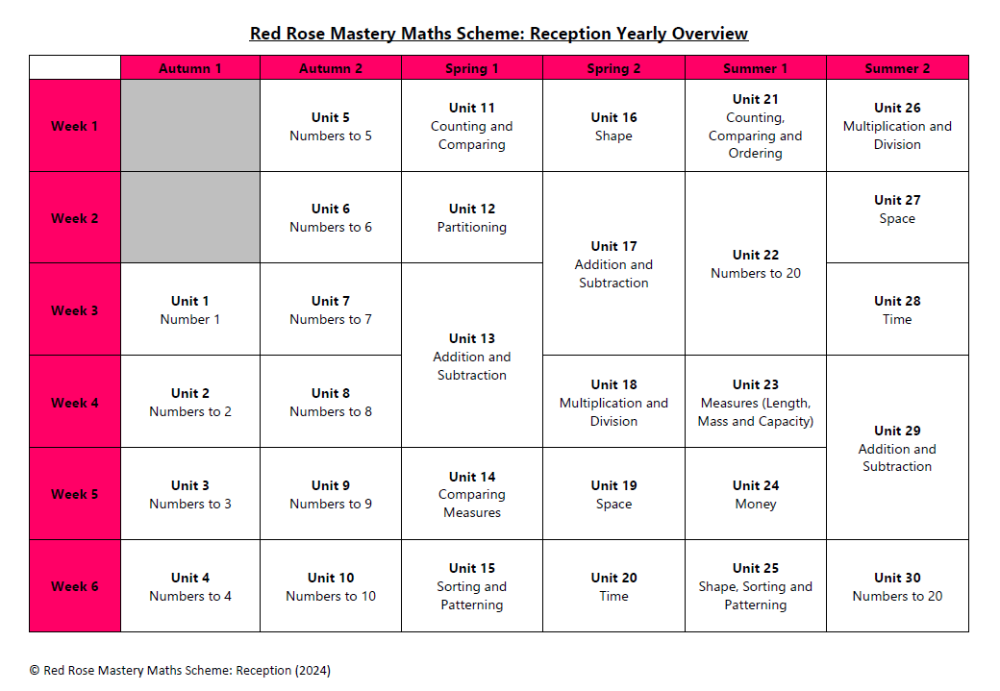 Red Rose Mastery Maths Scheme: Reception Yearly Overview
Autumn 1 Autumn 2 Spring 1 Spring 2 Summer 1 Summer 2
Week 1
Unit 5
Numbers to 5
Unit 11
Counting and
Comparing
Unit 16
Shape
Unit 21
Counting,
Comparing and
Ordering
Unit 26
Multiplication and
Division
Week 2
Unit 6
Numbers to 6
Unit 12
Partitioning
Unit 17
Addition and
Subtraction
Unit 22
Numbers to 20
Unit 27
Space
Week 3
Unit 1
Number 1
Unit 7
Numbers to 7
Unit 13
Addition and
Subtraction
Unit 28
Time
Week 4
Unit 2
Numbers to 2
Unit 8
Numbers to 8
Unit 18
Multiplication and
Division
Unit 23
Measures (Length,
Mass and Capacity)
Unit 29
Addition and
Subtraction
Week 5
Unit 3
Numbers to 3
Unit 9
Numbers to 9
Unit 14
Comparing
Measures
Unit 19
Space
Unit 24
Money
Week 6
Unit 4
Numbers to 4
Unit 10
Numbers to 10
Unit 15
Sorting and
Patterning
Unit 20
Time
Unit 25
Shape, Sorting and
Patterning
Unit 30
Numbers to 20
© Red Rose Mastery Maths Scheme: Reception (2024)